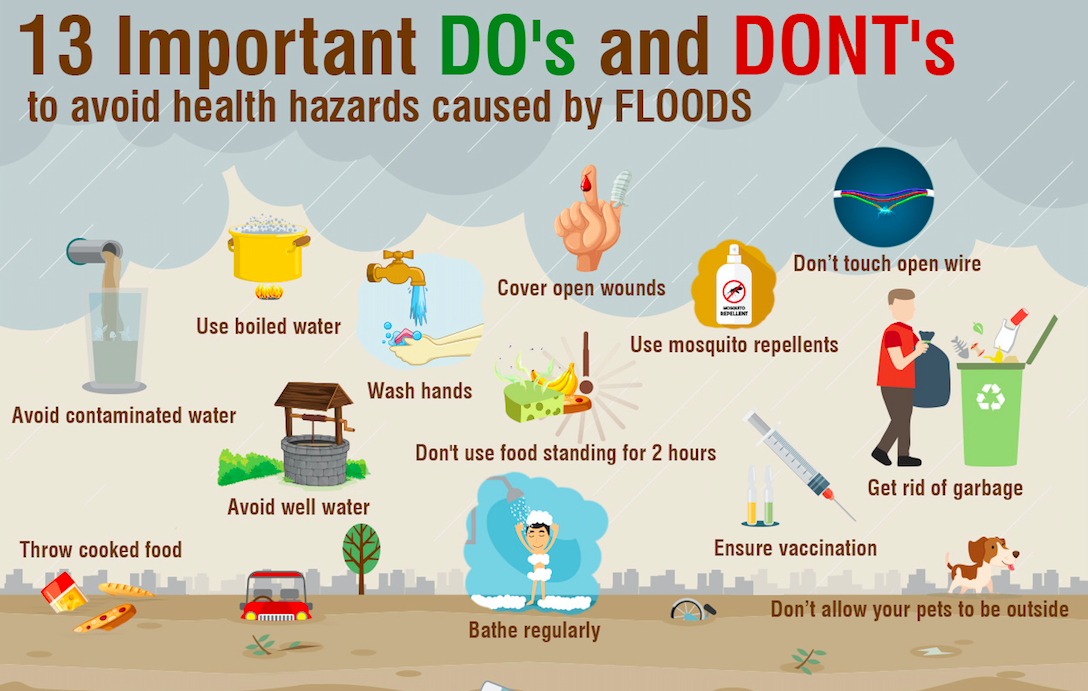 13 Important DO's and DONT's
to avoid health hazards caused by FLOODS
Don't touch open wire
Cover open wounds
Use boiled water
MOSQUITO
REPELLENT
Use mosquito repellents
Wash hands
Avoid contaminated water
Don't use food standing for 2 hours
Get rid of garbage
Avoid well water
Throw cooked food
Ensure vaccination
Don't allow your pets to be outside
Bathe regularly